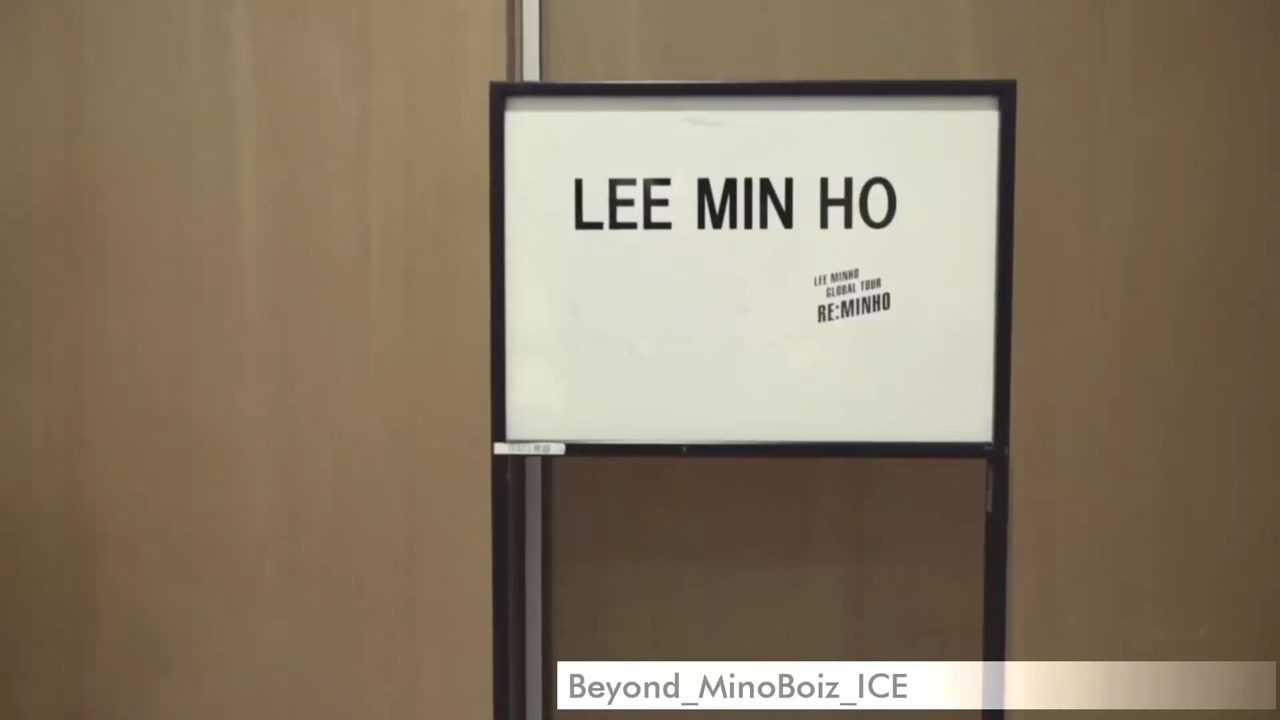 LEE MIN HO
LEE MINHO
GLOBAL TOUR
RE:MINHO
Beyond_MinoBoiz_ICE